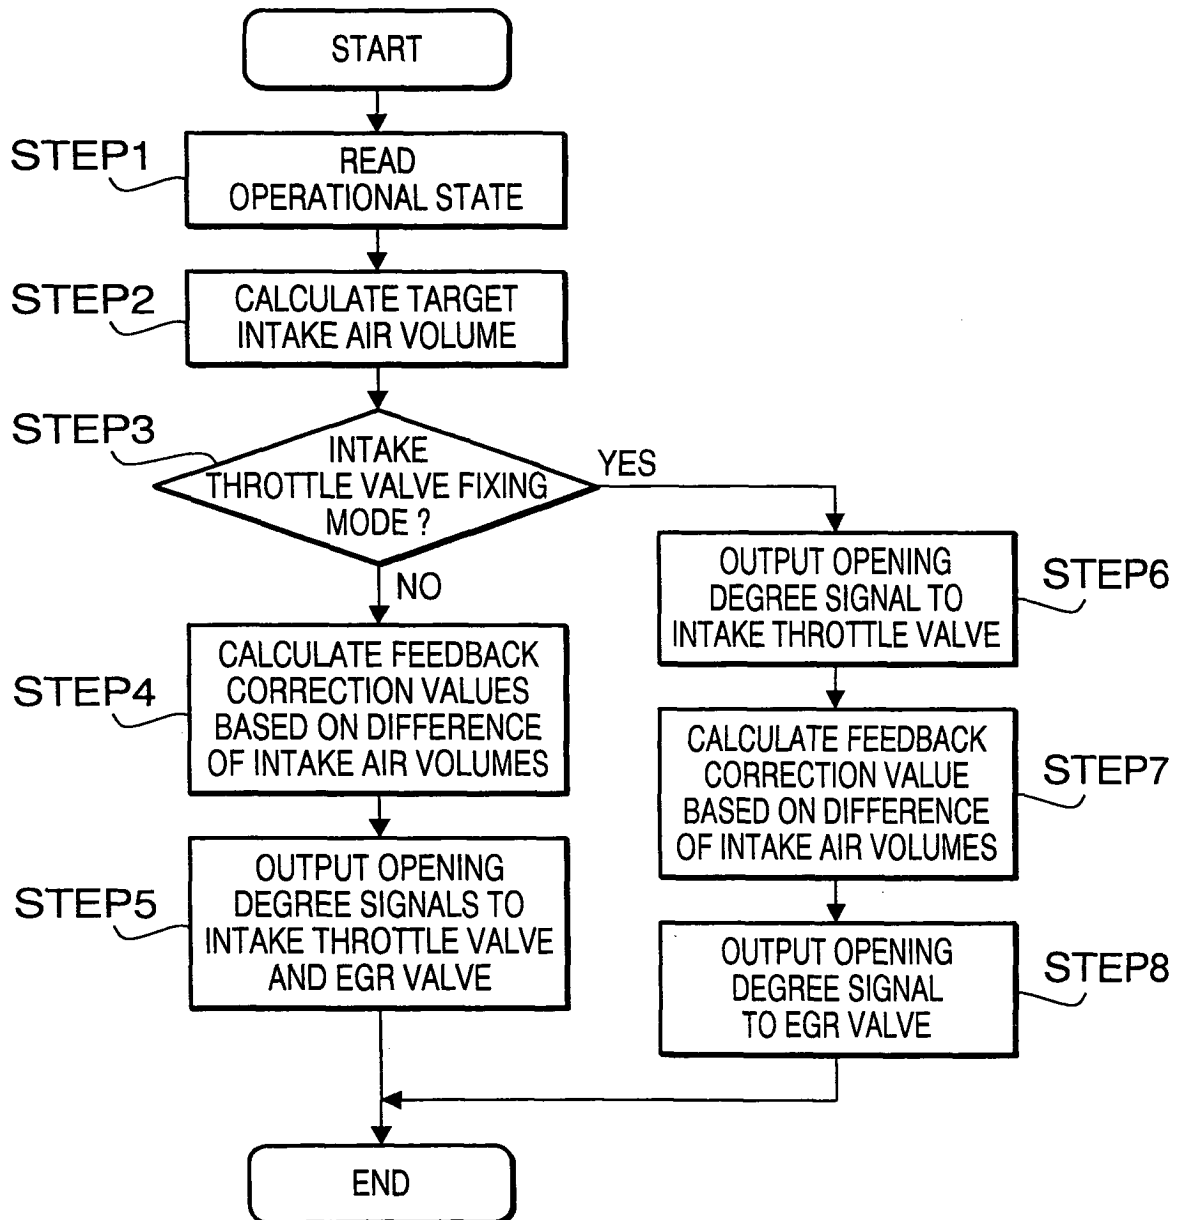 START
STEP1
READ
OPERATIONAL STATE
STEP2
CALCULATE TARGET
INTAKE AIR VOLUME
STEP3
INTAKE
THROTTLE VALVE FIXING
MODE ?
YES
NO
STEP4
CALCULATE FEEDBACK
CORRECTION VALUES
BASED ON DIFFERENCE
OF INTAKE AIR VOLUMES
STEP5
OUTPUT OPENING
DEGREE SIGNALS TO
INTAKE THROTTLE VALVE
AND EGR VALVE
OUTPUT OPENING
DEGREE SIGNAL TO
INTAKE THROTTLE VALVE
STEP6
CALCULATE FEEDBACK
CORRECTION VALUE
BASED ON DIFFERENCE
OF INTAKE AIR VOLUMES
STEP7
OUTPUT OPENING
DEGREE SIGNAL
TO EGR VALVE
STEP8
END